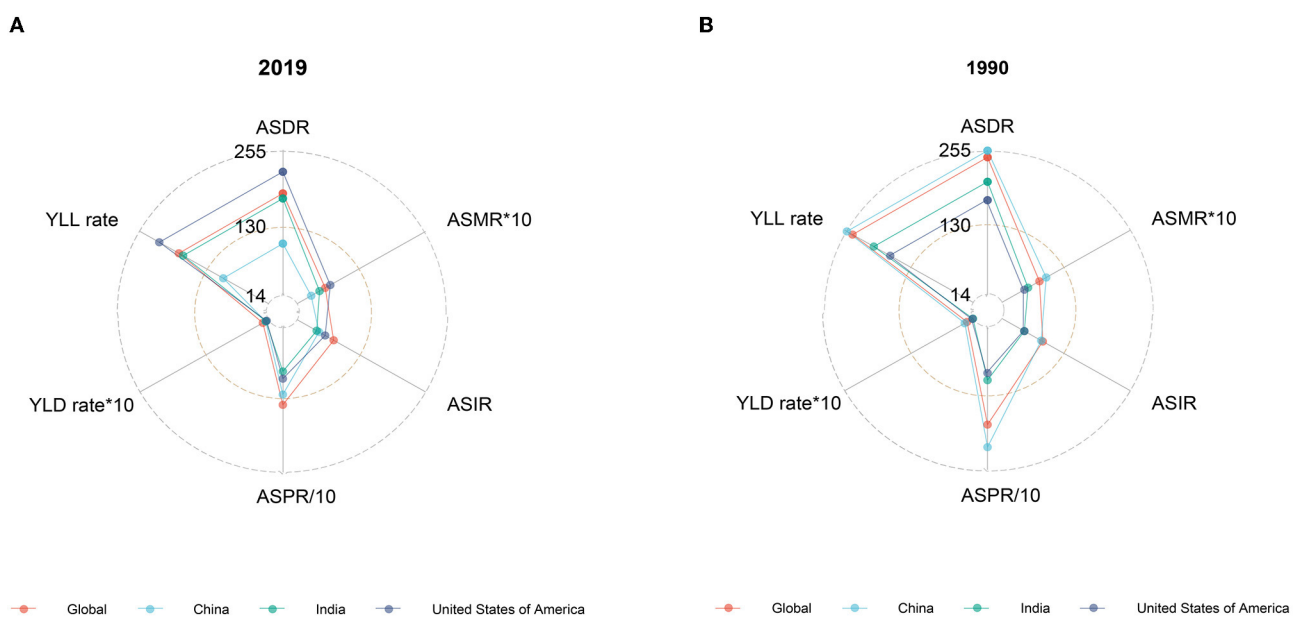 A
2019
ASDR
255
YLL rate
ASMR*10
130
14
YLD rate*10
ASIR
ASPR/10
Global China India United States of America
B
1990
ASDR
255
YLL rate
ASMR*10
130
14
YLD rate*10
ASIR
ASPR/10
Global China India United States of America